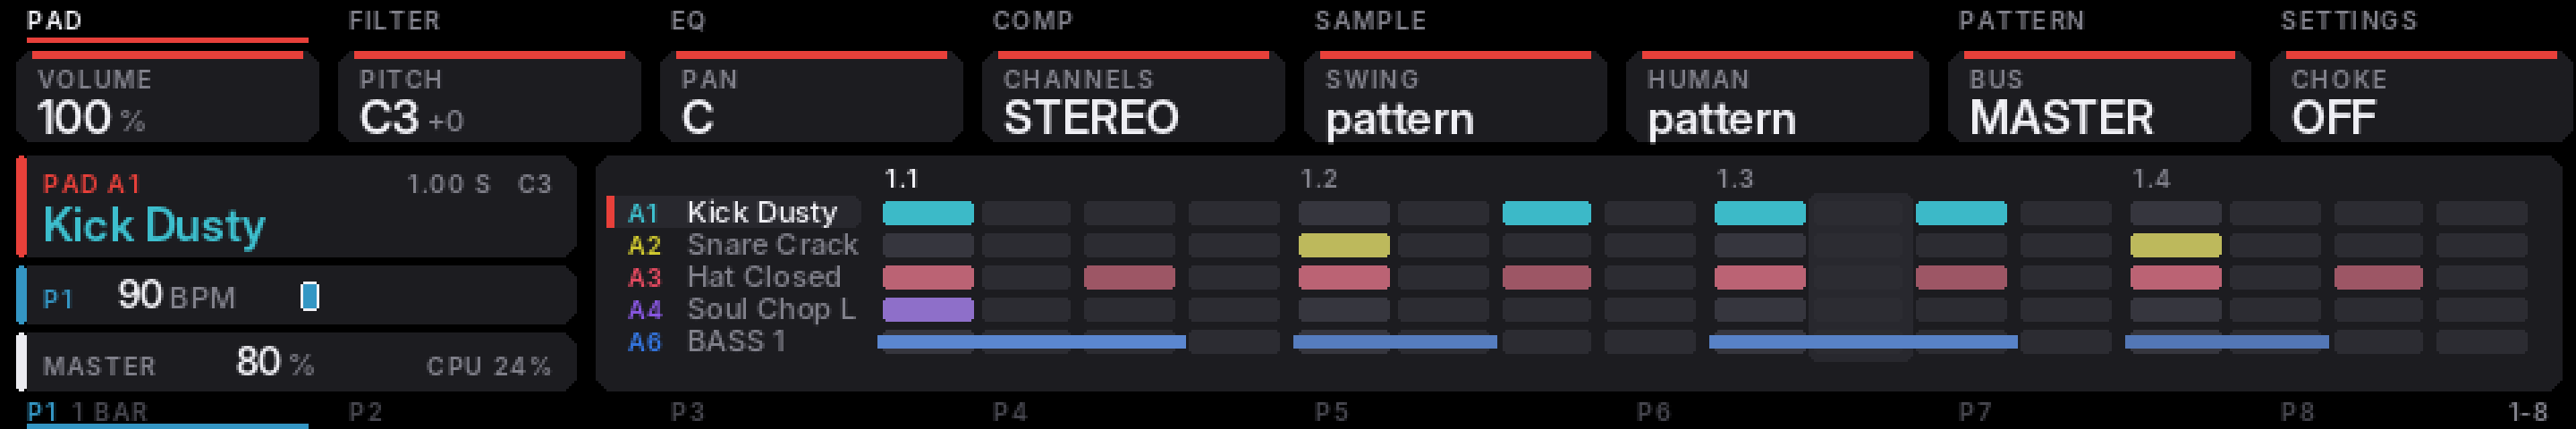 PAD FILTER EQ COMP SAMPLE PATTERN SETTINGS
VOLUME PITCH PAN CHANNELS SWING HUMAN BUS CHOKE
100 % C3 +0 C STEREO pattern pattern MASTER OFF
PAD A1 1.00 S C3
Kick Dusty
P1 90 BPM
MASTER 80 % CPU 24%
1.1 1.2 1.3 1.4
A1 Kick Dusty
A2 Snare Crack
A3 Hat Closed
A4 Soul Chop L
A6 BASS 1
P1 1 BAR P2 P3 P4 P5 P6 P7 P8 1-8